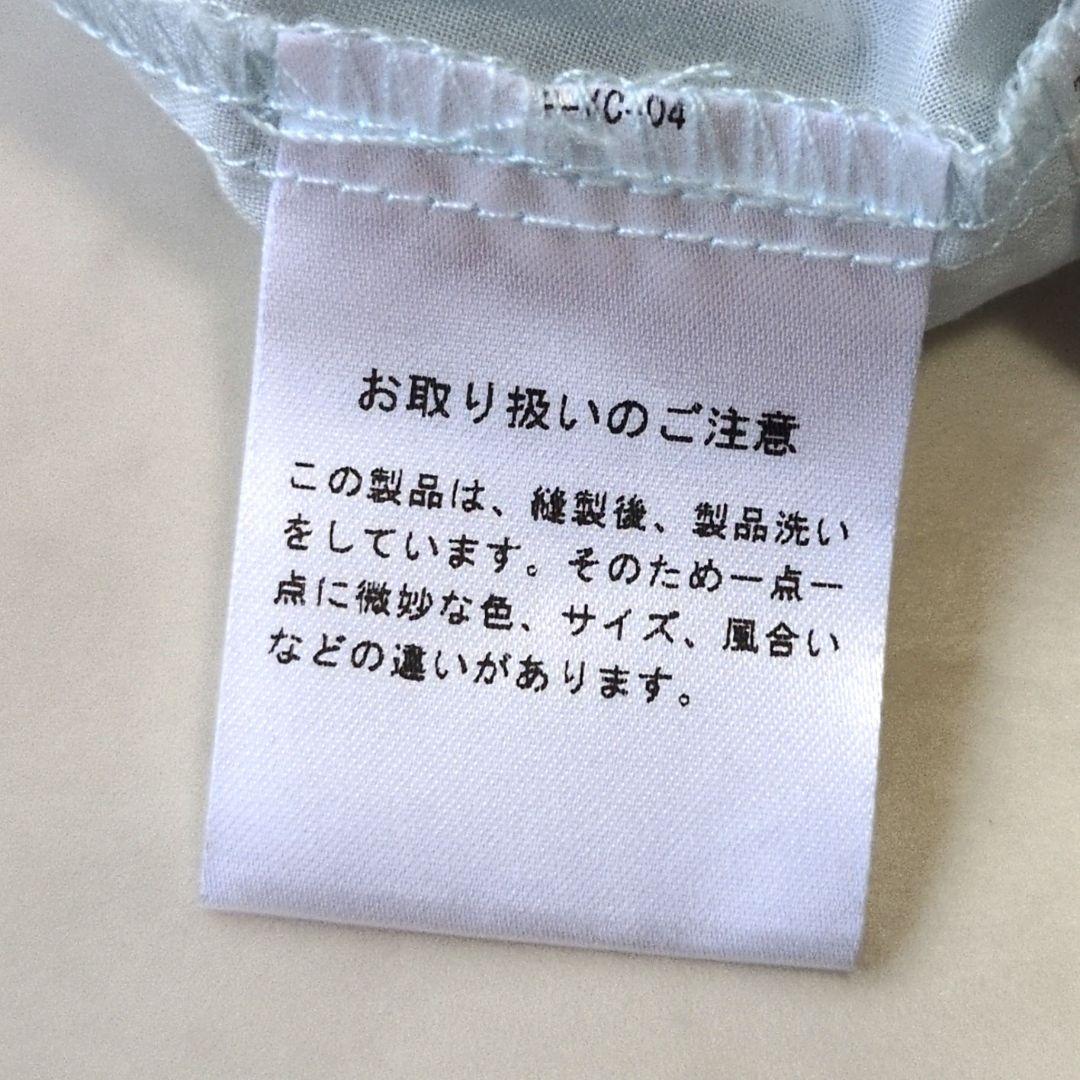 お取り扱いのご注意
この製品は、縫製後、製品洗い
をしています。そのため一点一
点に微妙な色、サイズ、風合い
などの違いがあります。